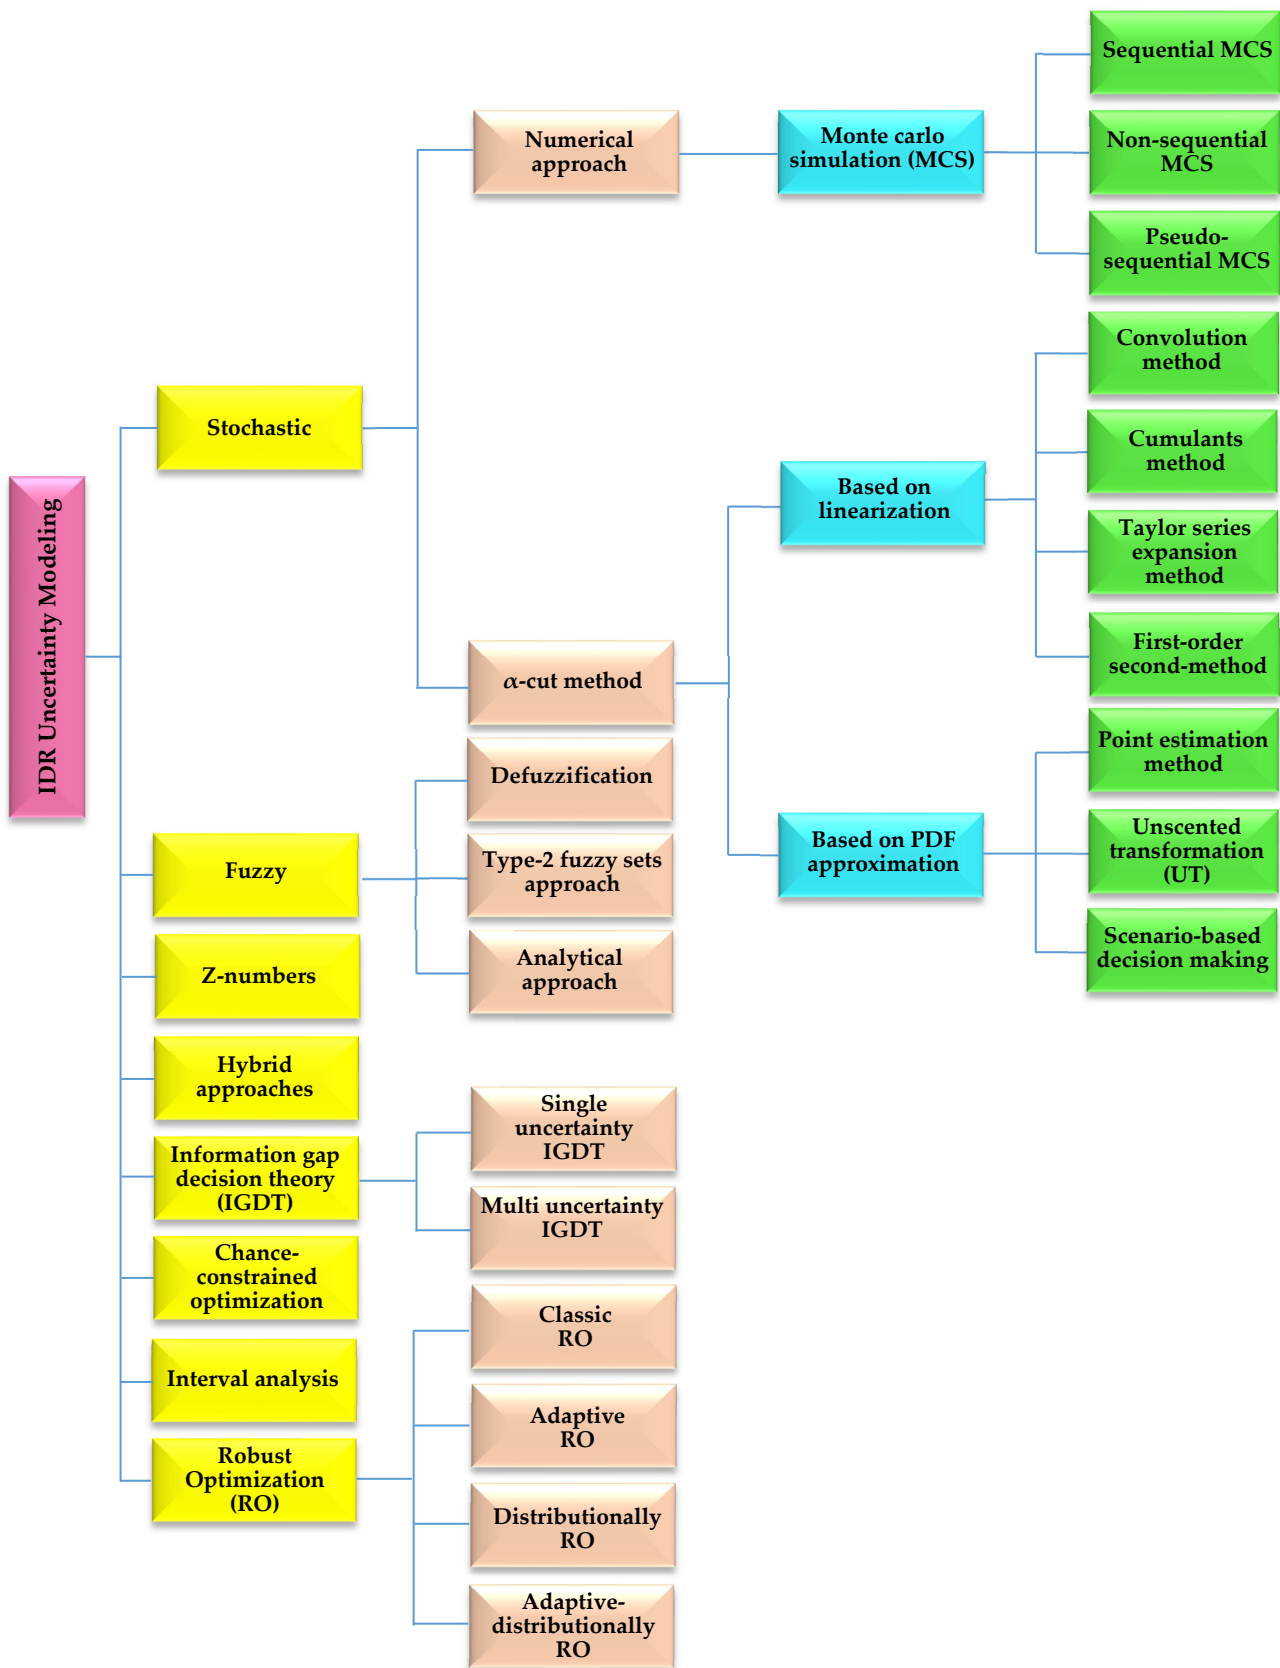 IDR Uncertainty Modeling
Stochastic
Fuzzy
Z-numbers
Hybrid
approaches
Information gap
decision theory
(IGDT)
Chance-
constrained
optimization
Interval analysis
Robust
Optimization
(RO)
Numerical
approach
α-cut method
Defuzzification
Type-2 fuzzy sets
approach
Analytical
approach
Single
uncertainty
IGDT
Multi uncertainty
IGDT
Classic
RO
Adaptive
RO
Distributionally
RO
Adaptive-
distributionally
RO
Monte carlo
simulation (MCS)
Based on
linearization
Based on PDF
approximation
Sequential MCS
Non-sequential
MCS
Pseudo-
sequential MCS
Convolution
method
Cumulants
method
Taylor series
expansion
method
First-order
second-method
Point estimation
method
Unscented
transformation
(UT)
Scenario-based
decision making